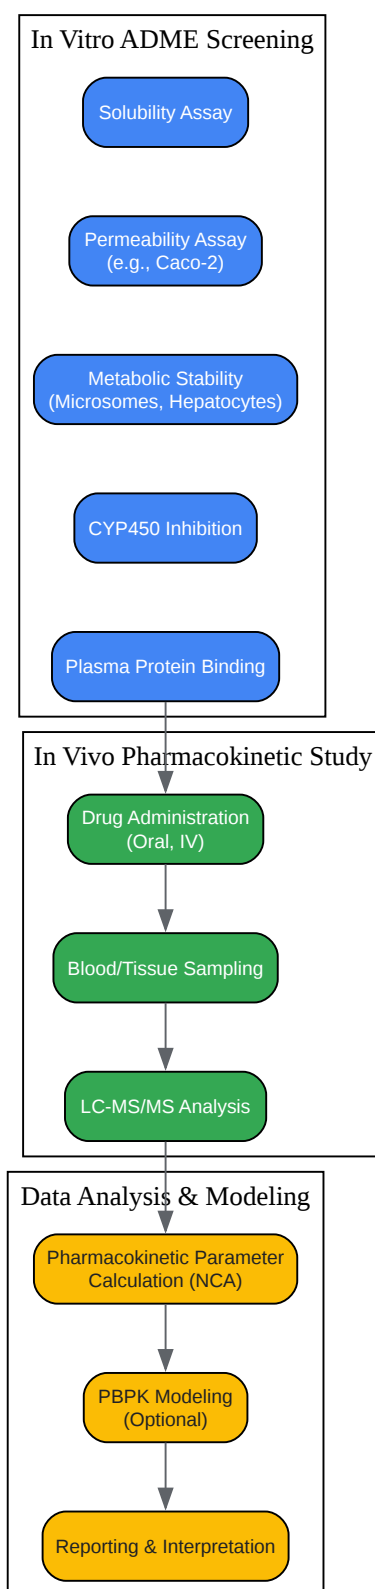 In Vitro ADME Screening
Solubility Assay
Permeability Assay
(e.g., Caco-2)
Metabolic Stability
(Microsomes, Hepatocytes)
CYP450 Inhibition
Plasma Protein Binding
In Vivo Pharmacokinetic Study
Drug Administration
(Oral, IV)
Blood/Tissue Sampling
LC-MS/MS Analysis
Data Analysis & Modeling
Pharmacokinetic Parameter
Calculation (NCA)
PBPK Modeling
(Optional)
Reporting & Interpretation